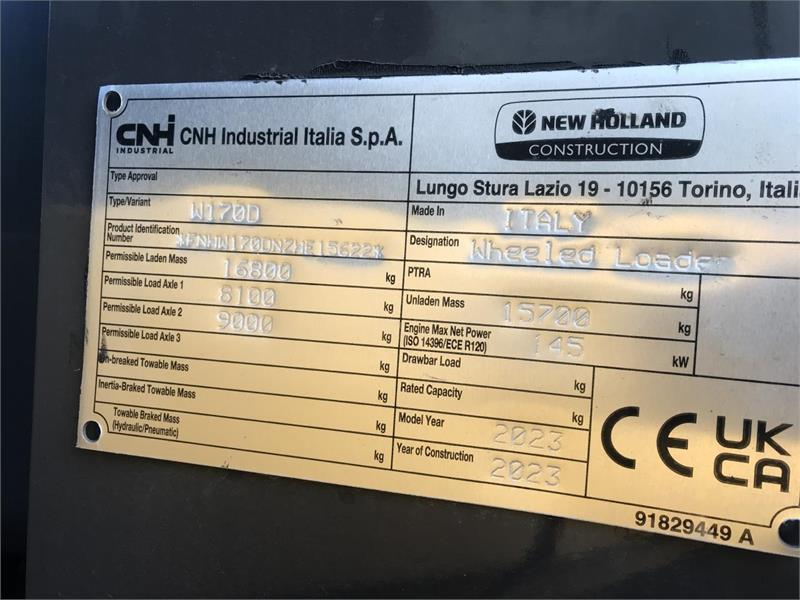 CNH INDUSTRIAL CNH Industrial Italia S.p.A.
NEW HOLLAND
CONSTRUCTION
Type Approval
Lungo Stura Lazio 19 - 10156 Torino, Itali
Type/Variant W170D
Made In ITALY
Product Identification Number *FNHW170DNZHE15622*
Designation Wheeled Loader
Permissible Laden Mass 16800 kg
PTRA kg
Permissible Load Axle 1 8100 kg
Unladen Mass 15700 kg
Permissible Load Axle 2 9000 kg
Engine Max Net Power (ISO 14396/ECE R120) 145 kW
Permissible Load Axle 3 kg
Drawbar Load kg
Un-breaked Towable Mass kg
Rated Capacity kg
Inertia-Braked Towable Mass kg
Model Year 2023
Towable Braked Mass (Hydraulic/Pneumatic) kg
Year of Construction 2023
CE UK CA
91829449 A